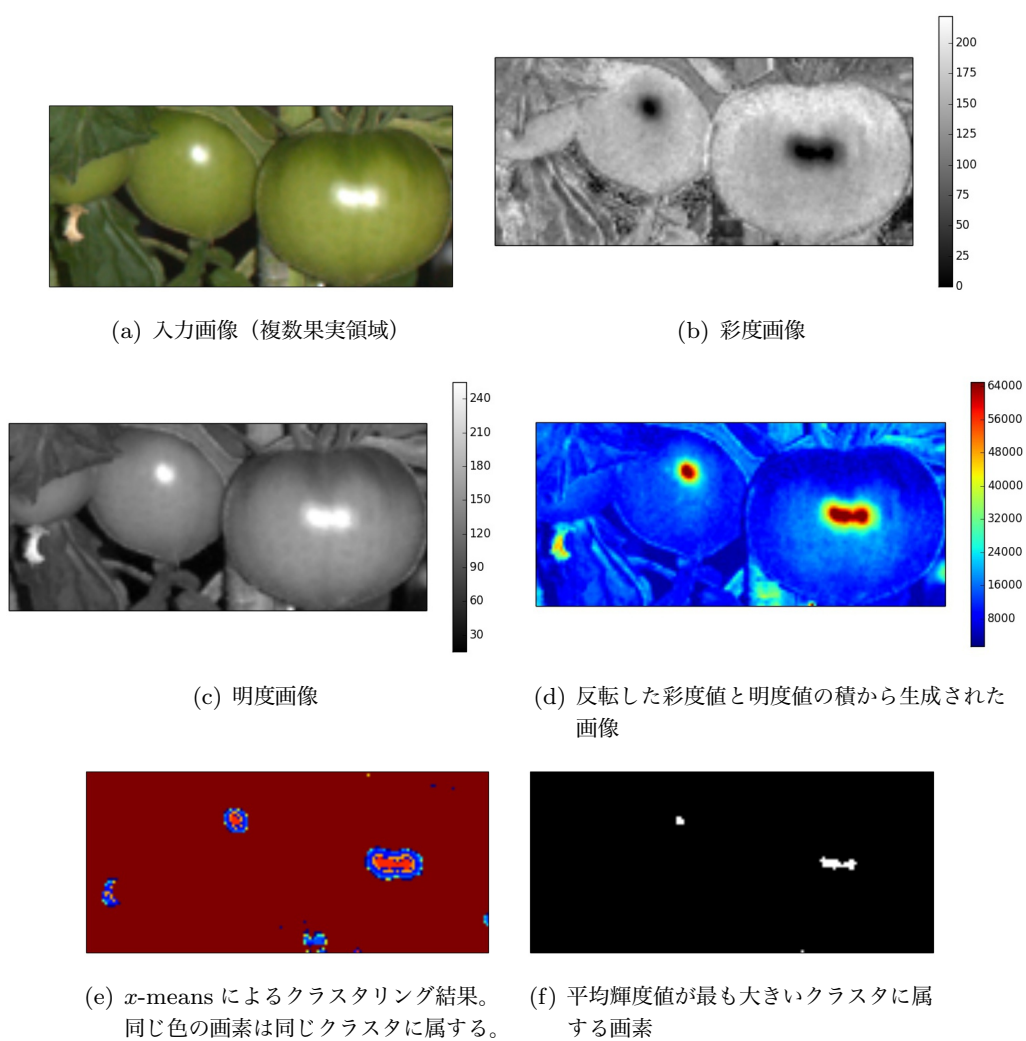 200
175
150
125
100
75
50
25
0
(a) 入力画像（複数果実領域）
(b) 彩度画像
240
210
180
150
120
90
60
30
64000
56000
48000
40000
32000
24000
16000
8000
(c) 明度画像
(d) 反転した彩度値と明度値の積から生成された
画像
(e) x-means によるクラスタリング結果。
同じ色の画素は同じクラスタに属する。
(f) 平均輝度値が最も大きいクラスタに属
する画素